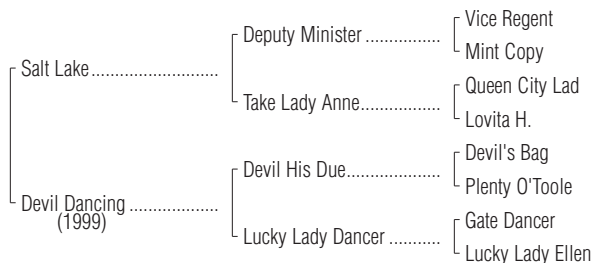 Vice Regent
Deputy Minister ................
Mint Copy
Salt Lake...........................
Queen City Lad
Take Lady Anne.................
Lovita H.
Devil's Bag
Devil His Due....................
Plenty O'Toole
Devil Dancing ...................
(1999)
Gate Dancer
Lucky Lady Dancer ...........
Lucky Lady Ellen